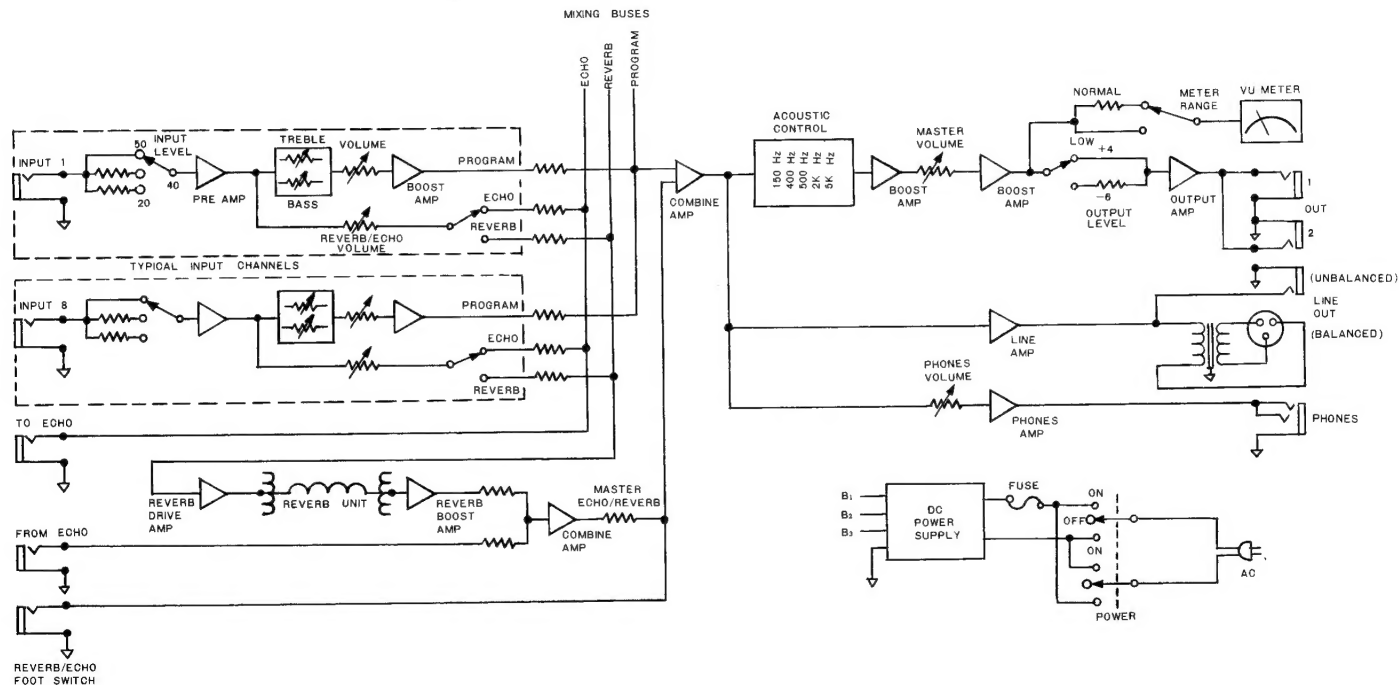 MIXING BUSES
ECHO
REVERB
PROGRAM
INPUT 1
50
INPUT
LEVEL
40
20
PRE AMP
TREBLE
BASS
VOLUME
BOOST
AMP
PROGRAM
ECHO
REVERB
REVERB/ECHO
VOLUME
TYPICAL INPUT CHANNELS
INPUT 8
PROGRAM
ECHO
REVERB
TO ECHO
REVERB
DRIVE
AMP
REVERB UNIT
REVERB
BOOST
AMP
COMBINE
AMP
MASTER
ECHO/REVERB
FROM ECHO
REVERB/ECHO
FOOT SWITCH
COMBINE
AMP
ACOUSTIC
CONTROL
150 Hz
400 Hz
500 Hz
2K Hz
5K Hz
BOOST
AMP
MASTER
VOLUME
BOOST
AMP
NORMAL
LOW
METER
RANGE
VU METER
+4
-6
OUTPUT
LEVEL
OUTPUT
AMP
1
OUT
2
(UNBALANCED)
LINE
OUT
(BALANCED)
LINE
AMP
PHONES
VOLUME
PHONES
AMP
PHONES
B1
B2
B3
DC
POWER
SUPPLY
FUSE
ON
OFF
ON
POWER
AC